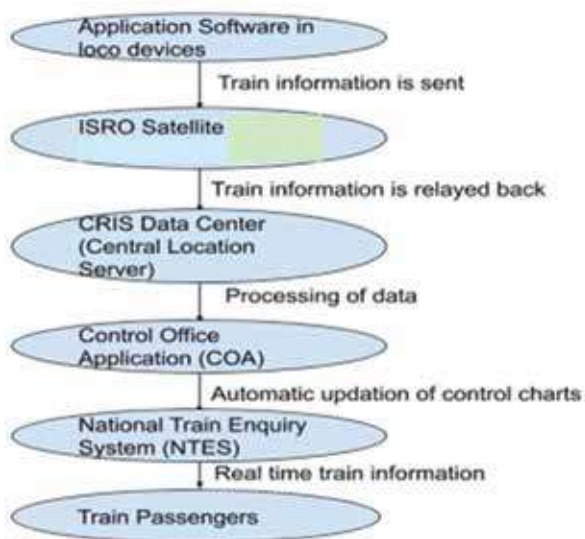 Application Software in
loco devices
Train information is sent
ISRO Satellite
Train information is relayed back
CRIS Data Center
(Central Location
Server)
Processing of data
Control Office
Application (COA)
Automatic updation of control charts
National Train Enquiry
System (NTES)
Real time train information
Train Passengers